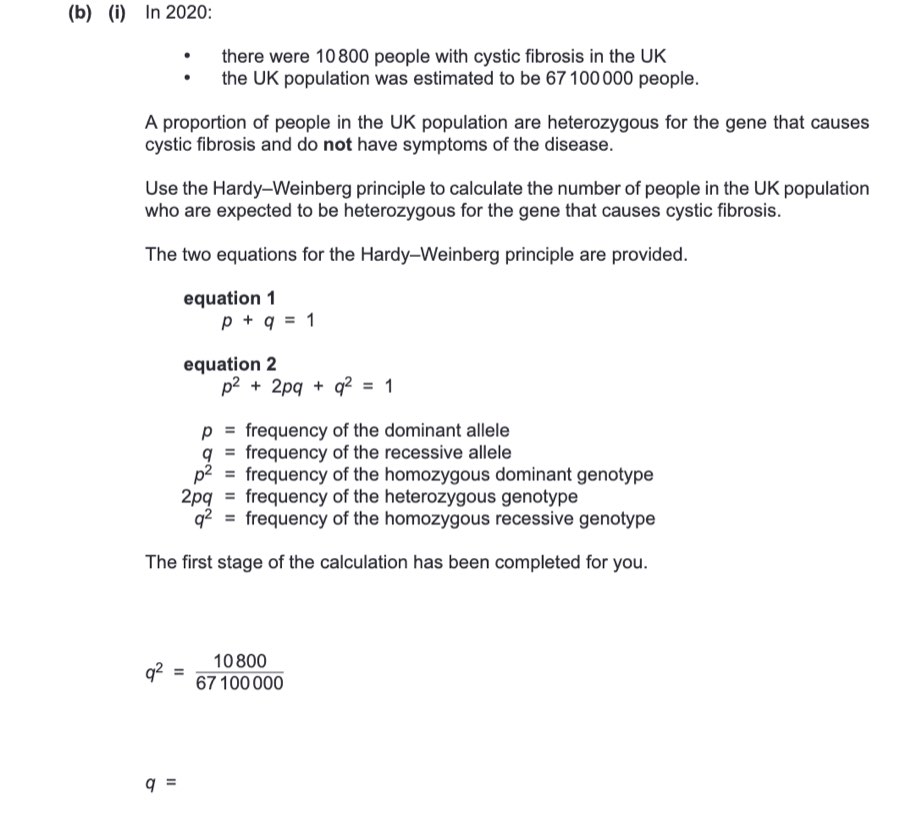 (b) (i) In 2020:
• there were 10 800 people with cystic fibrosis in the UK
• the UK population was estimated to be 67 100 000 people.
A proportion of people in the UK population are heterozygous for the gene that causes
cystic fibrosis and do not have symptoms of the disease.
Use the Hardy–Weinberg principle to calculate the number of people in the UK population
who are expected to be heterozygous for the gene that causes cystic fibrosis.
The two equations for the Hardy–Weinberg principle are provided.
equation 1
p + q = 1
equation 2
p² + 2pq + q² = 1
p = frequency of the dominant allele
q = frequency of the recessive allele
p² = frequency of the homozygous dominant genotype
2pq = frequency of the heterozygous genotype
q² = frequency of the homozygous recessive genotype
The first stage of the calculation has been completed for you.
q² = 10 800 / 67 100 000
q =